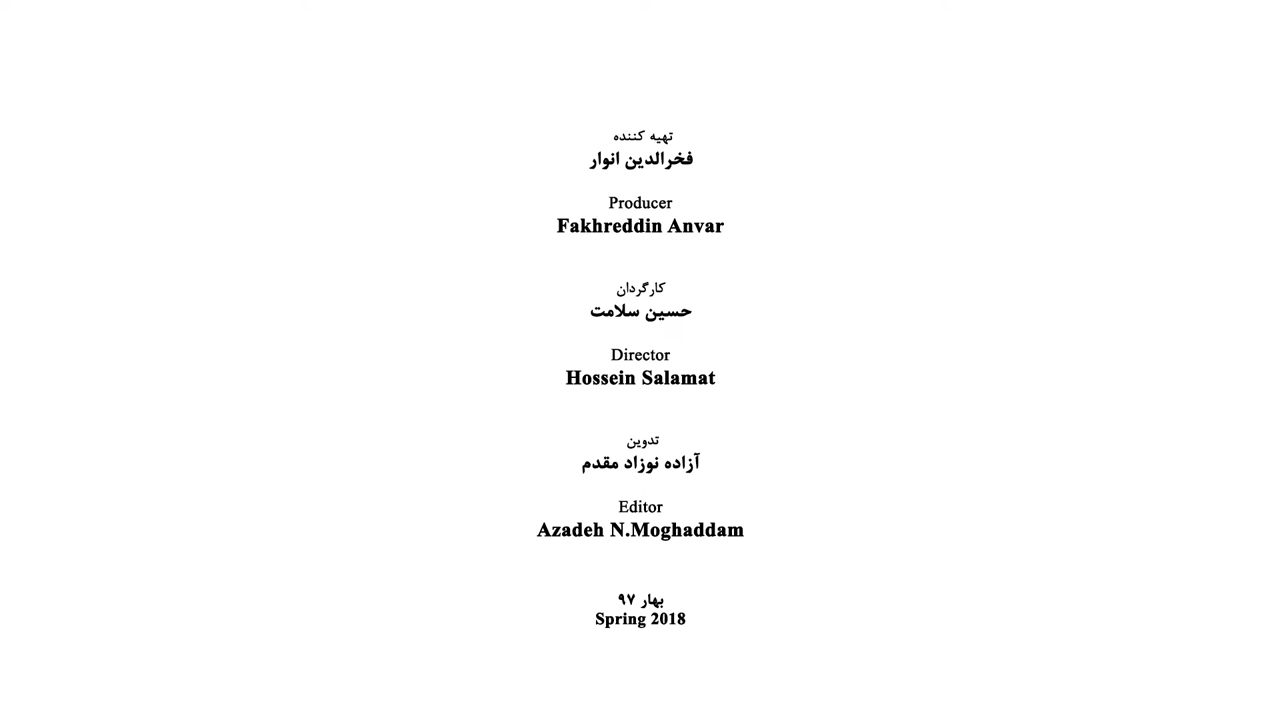 تهیه کننده
فخرالدین انوار
Producer
Fakhreddin Anvar
کارگردان
حسین سلامت
Director
Hossein Salamat
تدوین
آزاده نوزاد مقدم
Editor
Azadeh N.Moghaddam
بهار ۹۷
Spring 2018